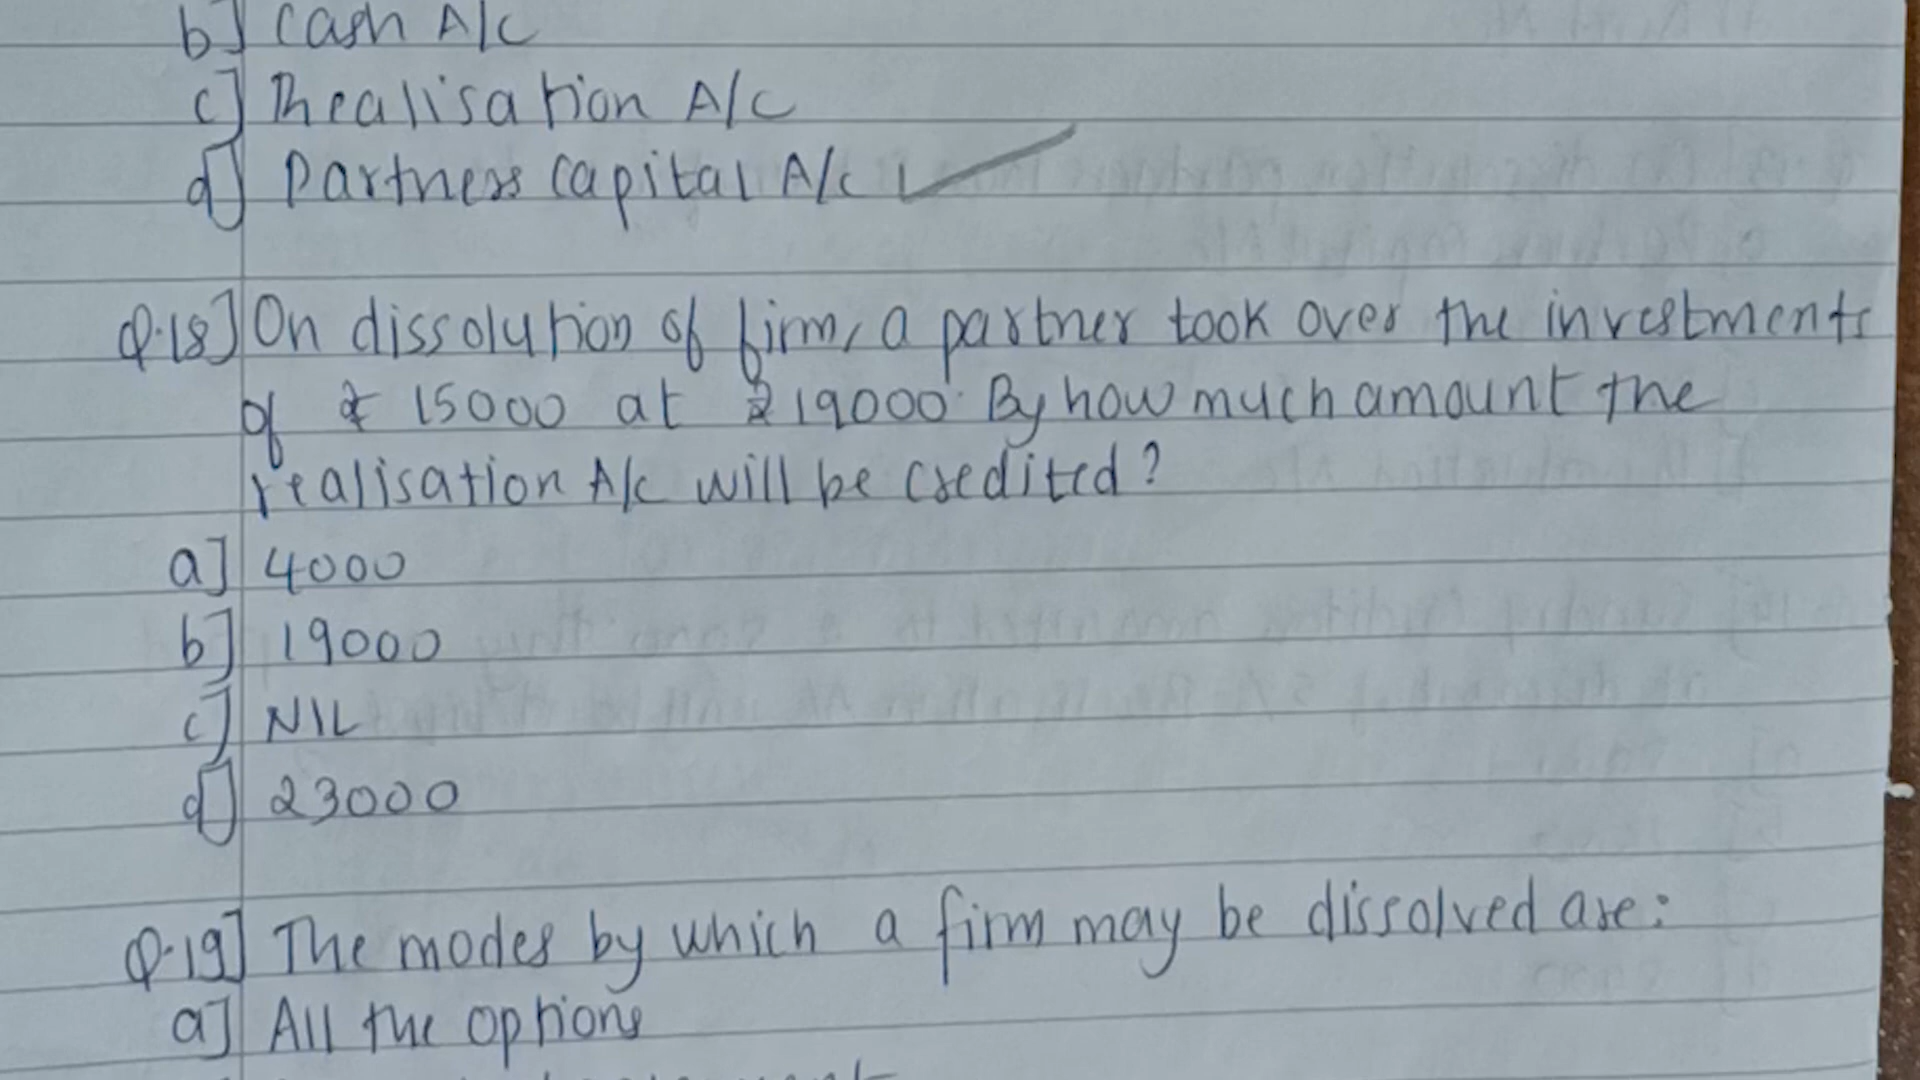 b] Cash A/c
c] Realisation A/c
d] Partners capital A/c
Q.18] On dissolution of firm, a partner took over the investments
of ₹ 15000 at ₹19000. By how much amount the
realisation A/c will be credited?
a] 4000
b] 19000
c] NIL
d] 23000
Q.19] The modes by which a firm may be dissolved are:
a] All the options